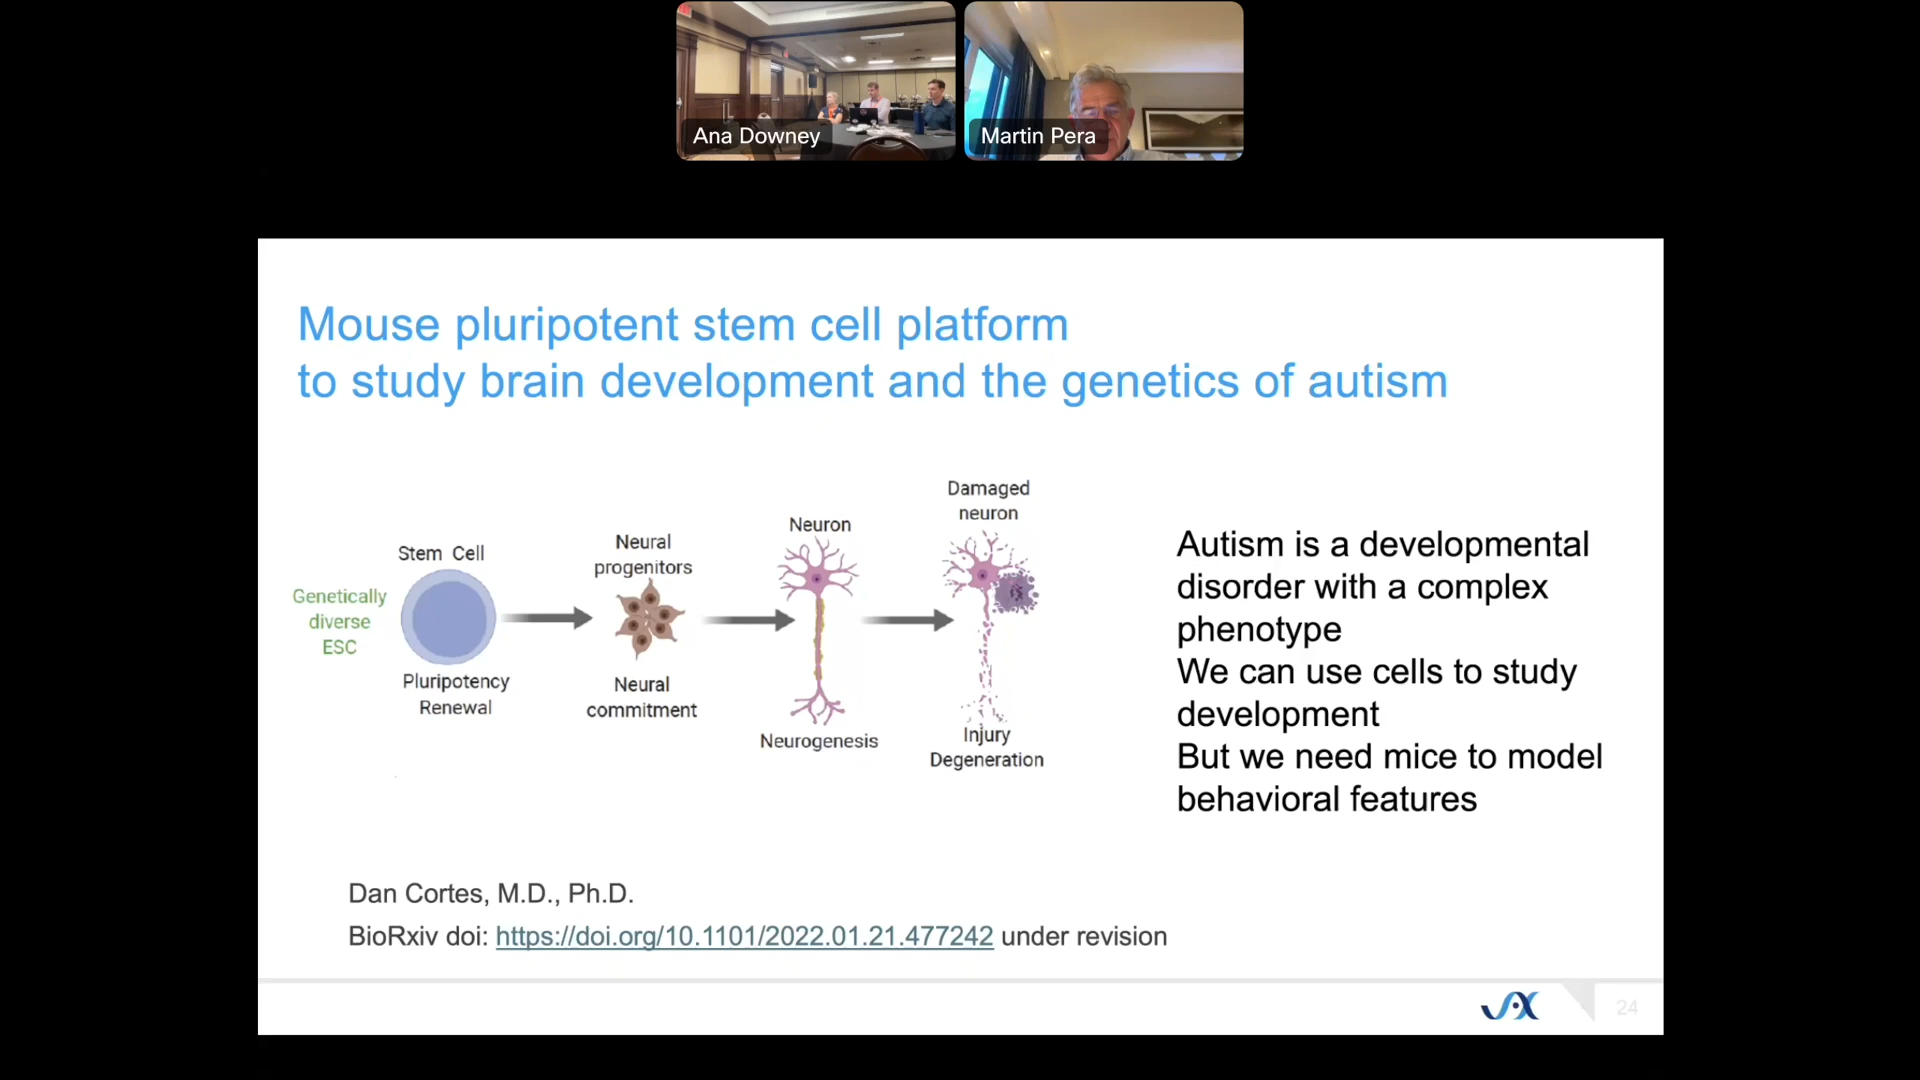 Ana Downey
Martin Pera
Mouse pluripotent stem cell platform
to study brain development and the genetics of autism
Genetically
diverse
ESC
Stem Cell
Pluripotency
Renewal
Neural
progenitors
Neural
commitment
Neuron
Neurogenesis
Damaged
neuron
Injury
Degeneration
Autism is a developmental
disorder with a complex
phenotype
We can use cells to study
development
But we need mice to model
behavioral features
Dan Cortes, M.D., Ph.D.
BioRxiv doi: https://doi.org/10.1101/2022.01.21.477242 under revision
JAX
24